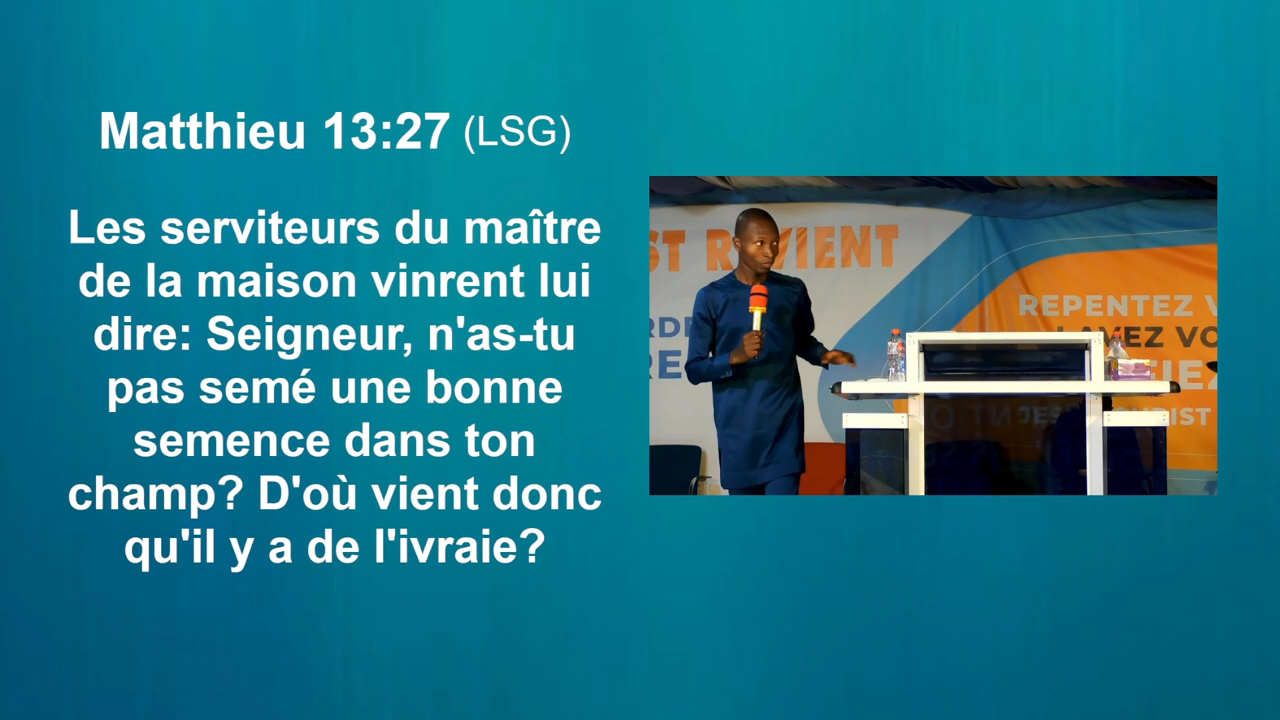 Matthieu 13:27 (LSG)
Les serviteurs du maître
de la maison vinrent lui
dire: Seigneur, n'as-tu
pas semé une bonne
semence dans ton
champ? D'où vient donc
qu'il y a de l'ivraie?
REPENTEZ